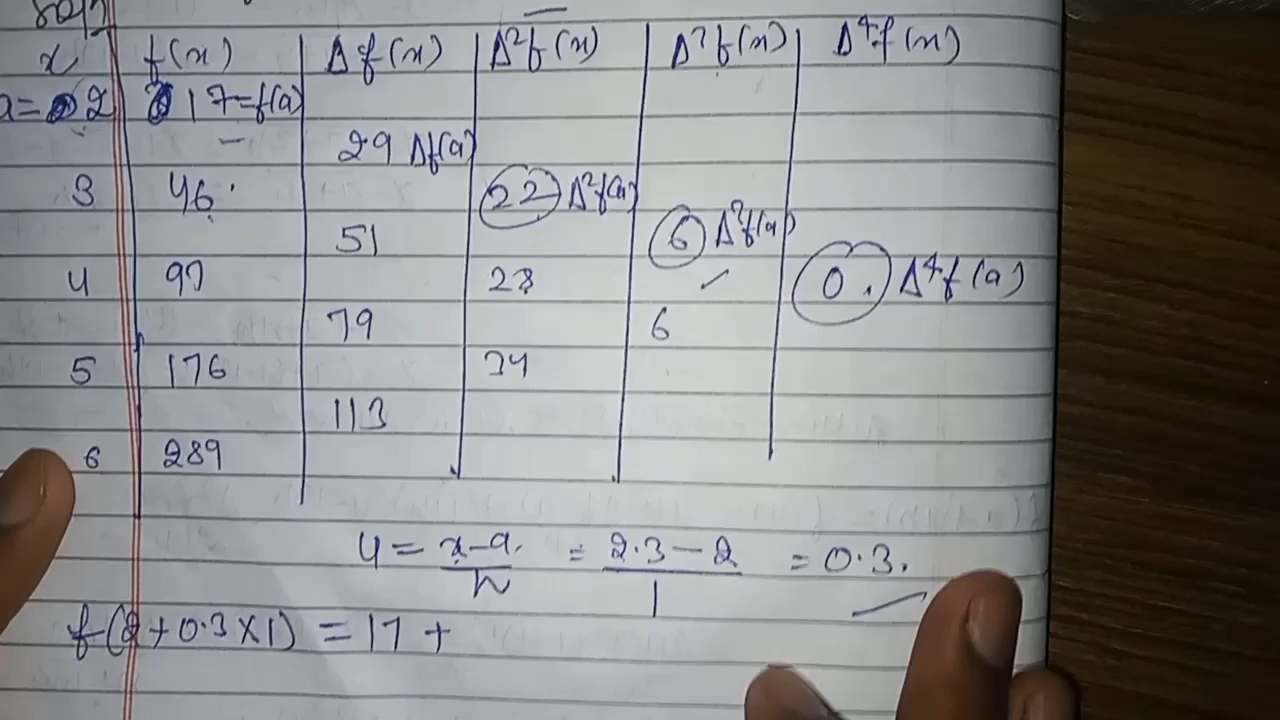 x f(x) Δf(x) Δ²f(x) Δ³f(x) Δ⁴f(x)
a = 2 17=f(a)
29 Δf(a)
3 46 22 Δ²f(a)
51 6 Δ³f(a)
4 97 28 0 Δ⁴f(a)
79 6
5 176 34
113
6 289
u = x-a/h = 2.3-2/1 = 0.3
f(2+0.3×1) = 17 +